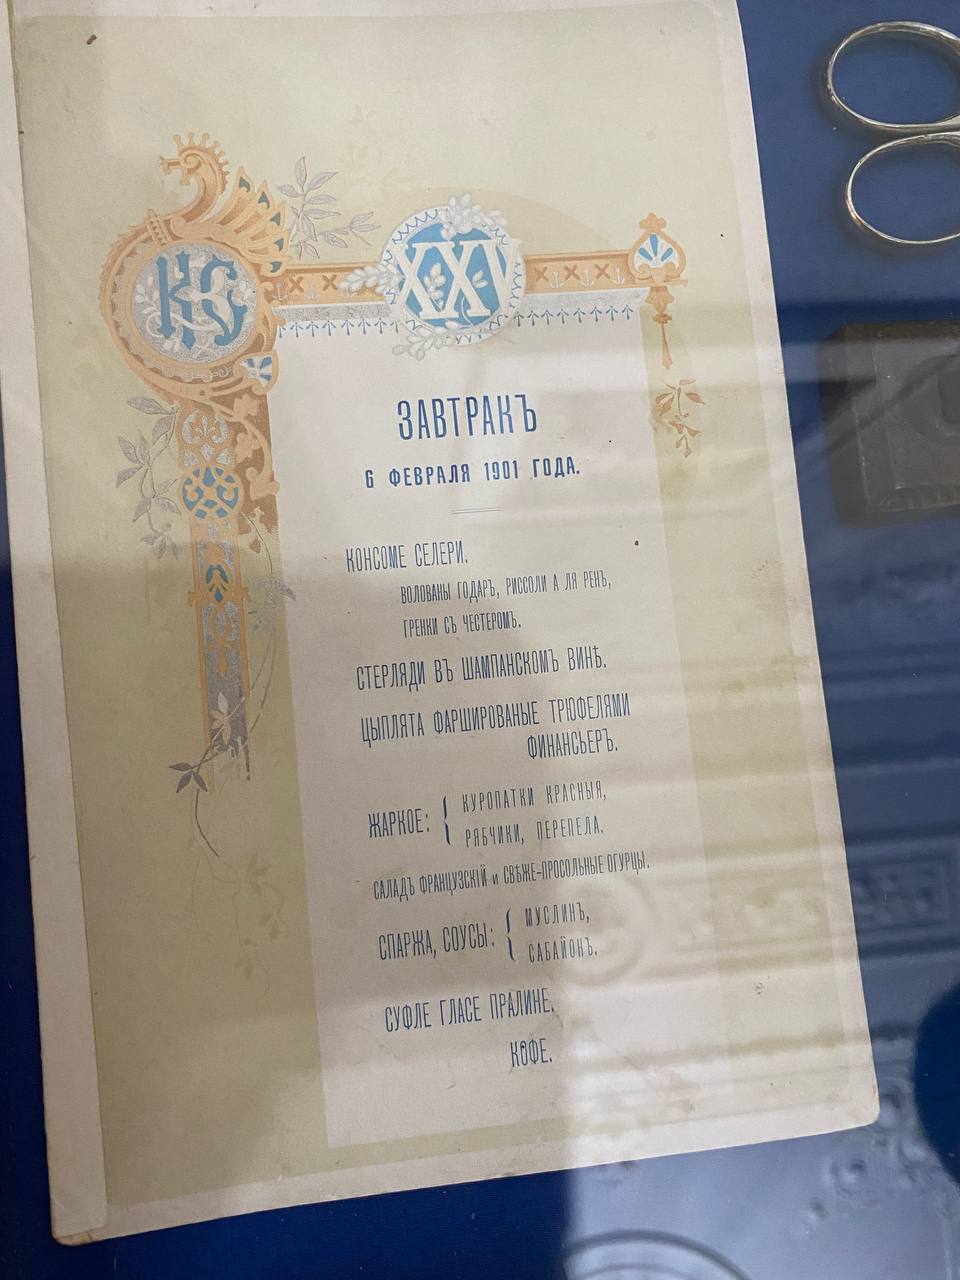 НС
XXV
ЗАВТРАКЪ
6 ФЕВРАЛЯ 1901 ГОДА.
КОНСОМЕ СЕЛЕРИ.
ВОЛОВАНЫ ГОДАРЪ, РИССОЛИ А ЛЯ РЕНЪ,
ГРЕНКИ СЪ ЧЕСТЕРОМЪ.
СТЕРЛЯДИ ВЪ ШАМПАНСКОМЪ ВИНѢ.
ЦЫПЛЯТА ФАРШИРОВАНЫЕ ТРЮФЕЛЯМИ
ФИНАНСЬЕРЪ.
ЖАРКОЕ: { КУРОПАТКИ КРАСНЫЯ,
РЯБЧИКИ, ПЕРЕПЕЛА.
САЛАДЪ ФРАНЦУЗСКІЙ и СВѢЖЕ-ПРОСОЛЬНЫЕ ОГУРЦЫ.
СПАРЖА, СОУСЫ: { МУСЛИНЪ,
САБАЙОНЪ.
СУФЛЕ ГЛАСЕ ПРАЛИНЕ.
КОФЕ.